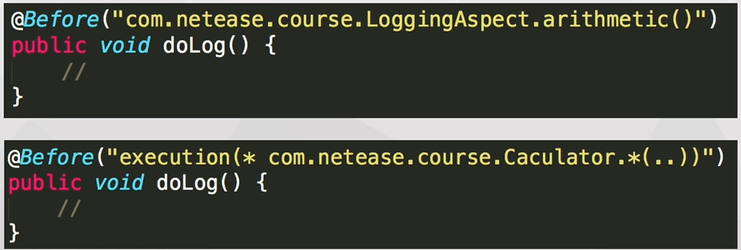 @Before("com.netease.course.LoggingAspect.arithmetic()")
public void doLog() {
//
}
@Before("execution(* com.netease.course.Caculator.*(..))")
public void doLog() {
//
}